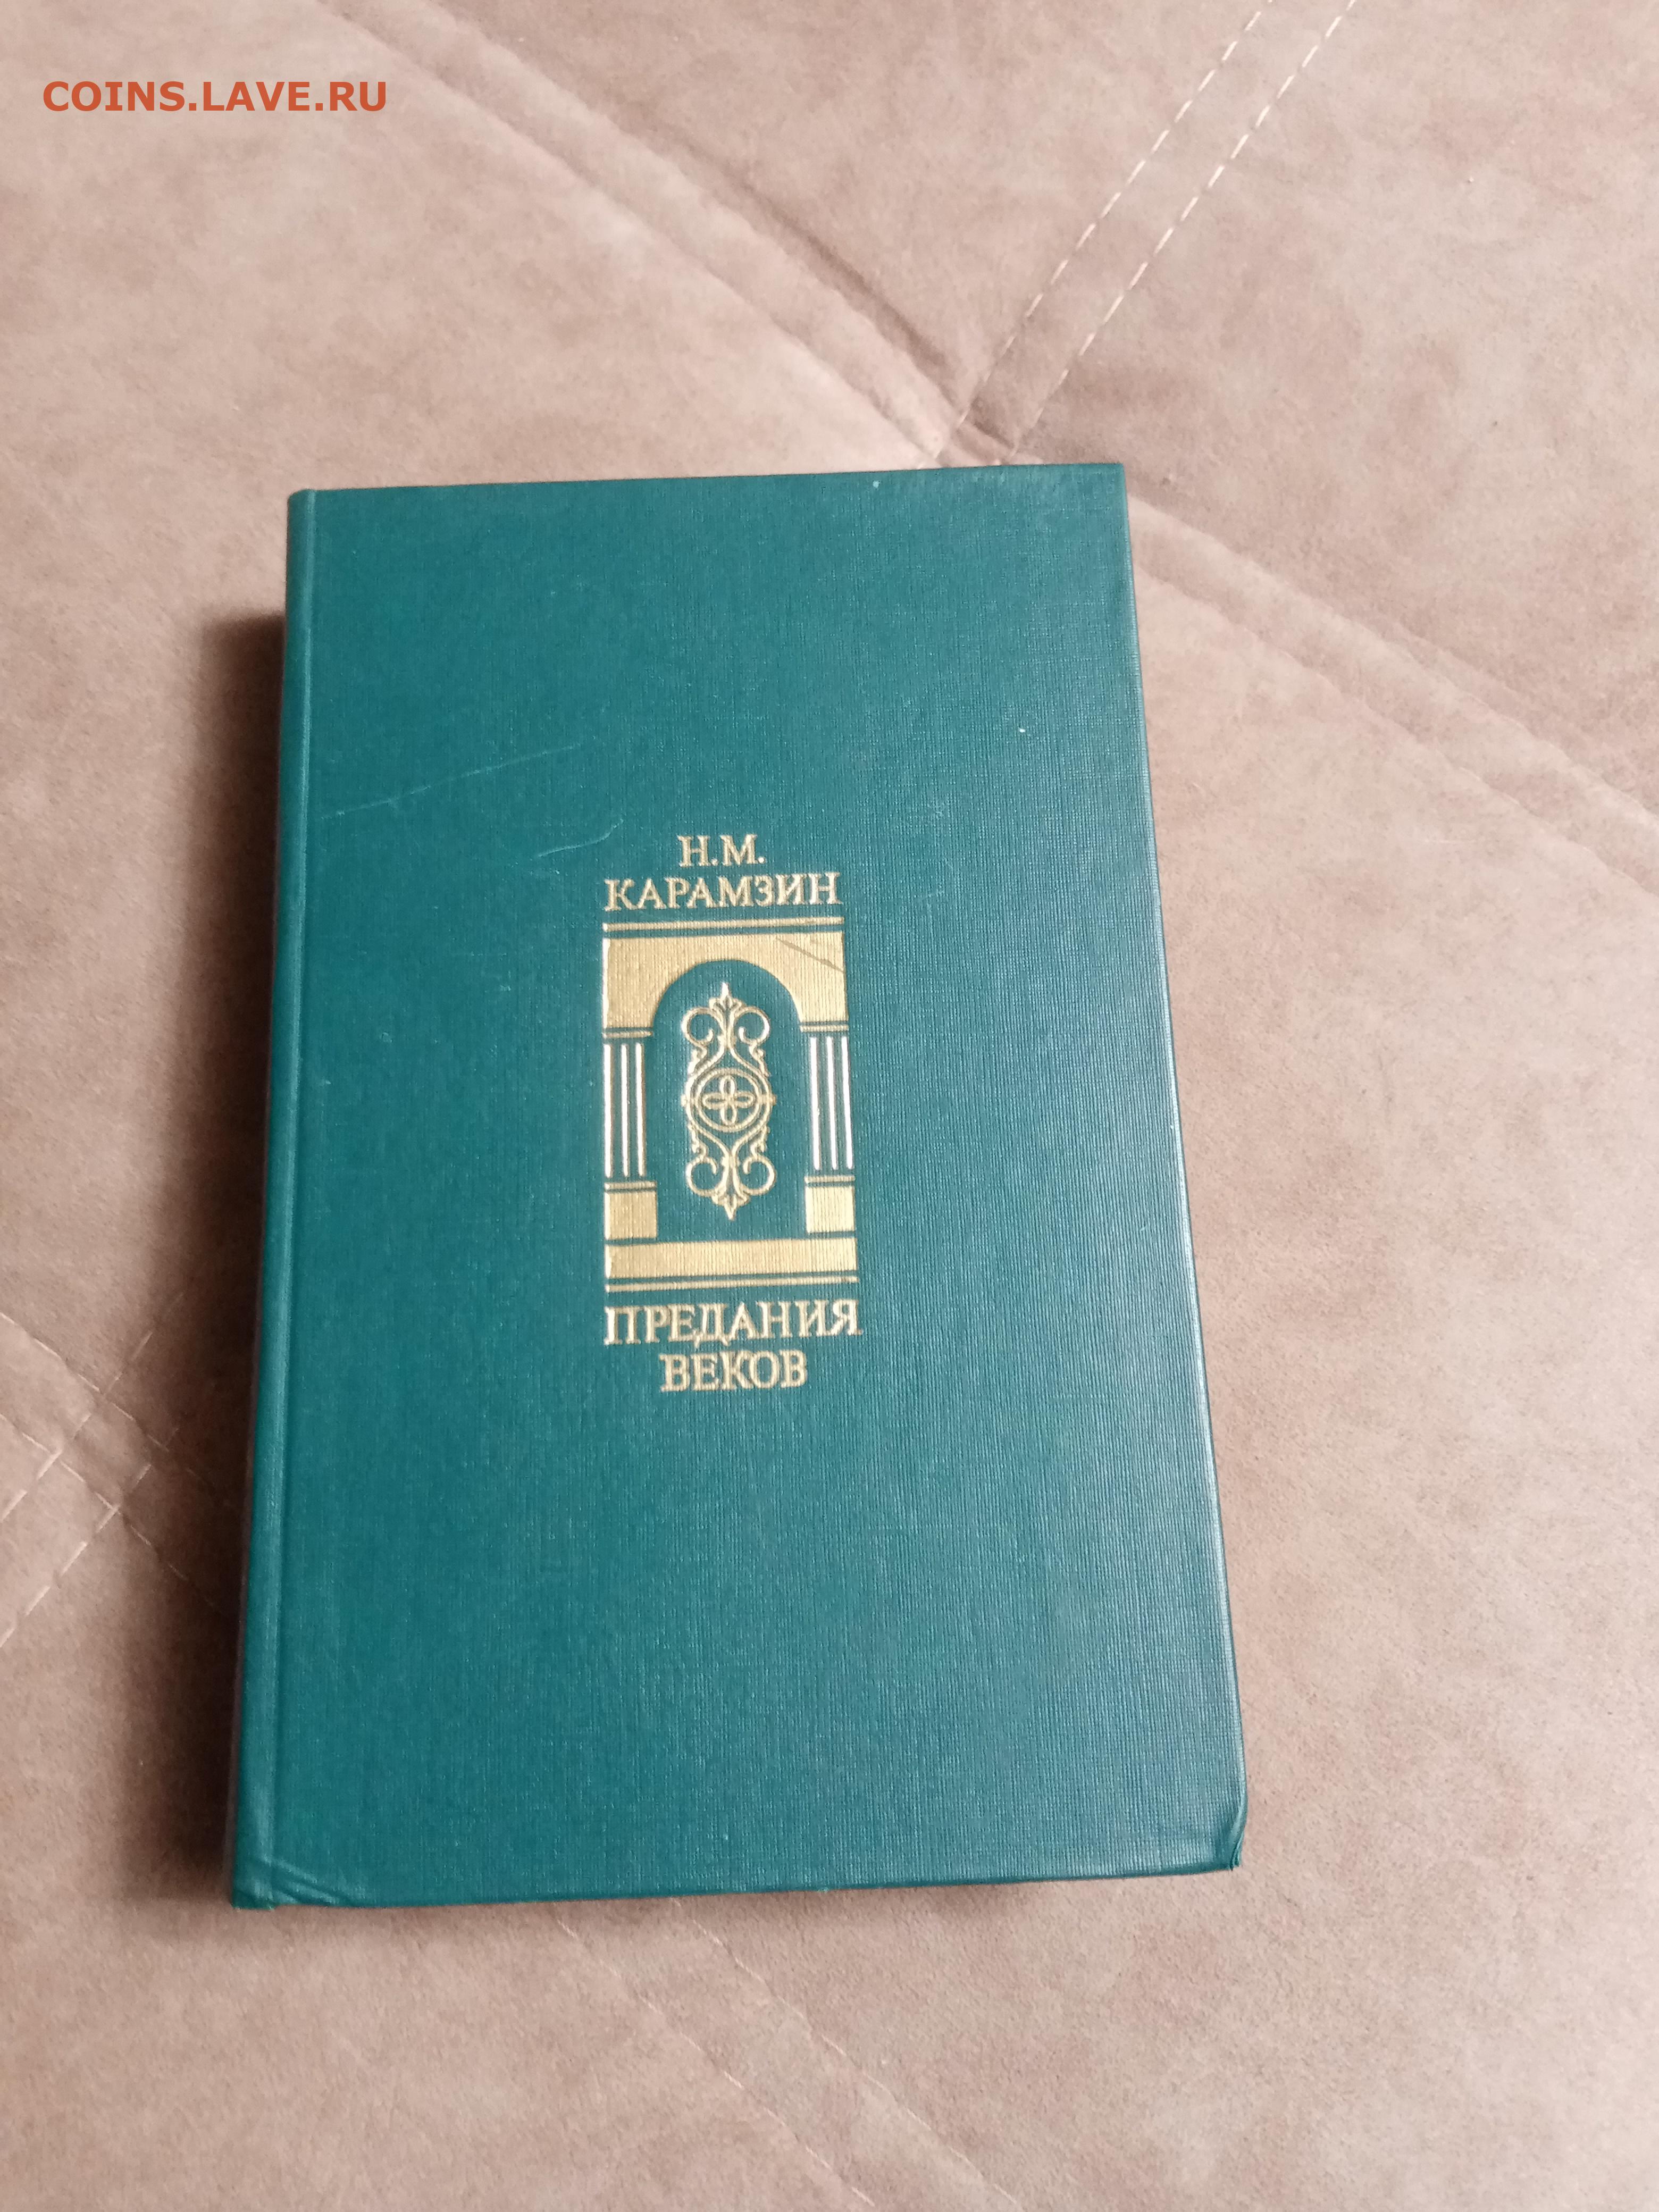 COINS.LAVE.RU
Н.М.
КАРАМЗИН
ПРЕДАНИЯ
ВЕКОВ